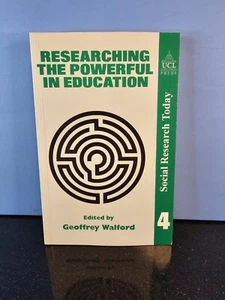 RESEARCHING
THE POWERFUL
IN EDUCATION
Edited by
Geoffrey Walford
UCL
PRESS
Social Research Today
4